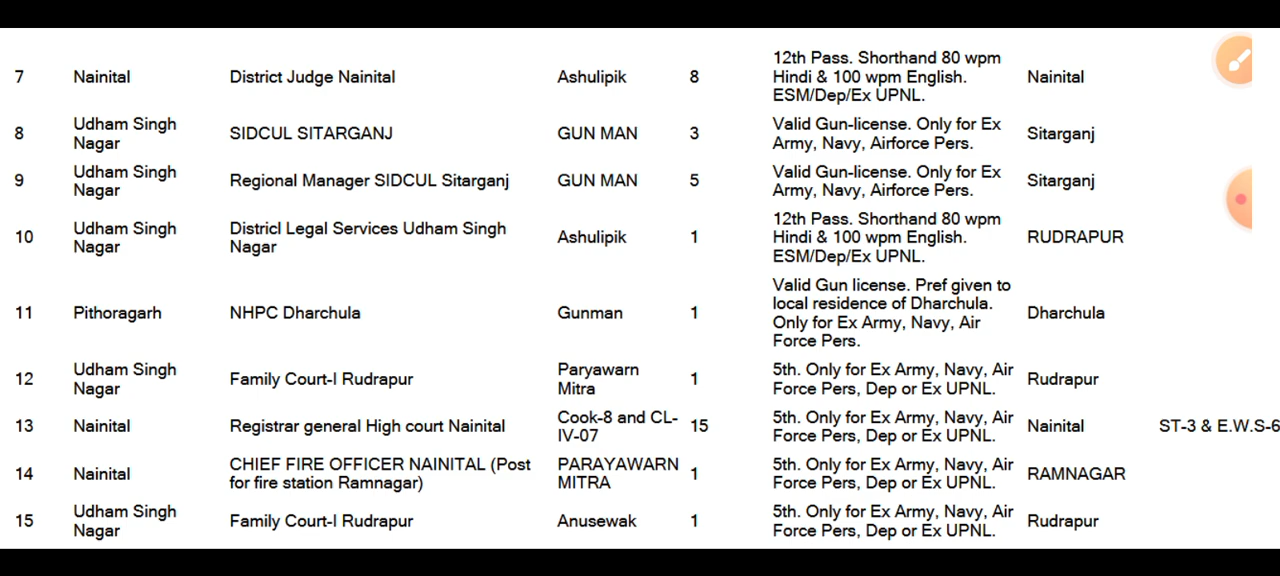 7 Nainital District Judge Nainital Ashulipik 8 12th Pass. Shorthand 80 wpm Hindi & 100 wpm English. ESM/Dep/Ex UPNL. Nainital
8 Udham Singh Nagar SIDCUL SITARGANJ GUN MAN 3 Valid Gun-license. Only for Ex Army, Navy, Airforce Pers. Sitarganj
9 Udham Singh Nagar Regional Manager SIDCUL Sitarganj GUN MAN 5 Valid Gun-license. Only for Ex Army, Navy, Airforce Pers. Sitarganj
10 Udham Singh Nagar Districl Legal Services Udham Singh Nagar Ashulipik 1 12th Pass. Shorthand 80 wpm Hindi & 100 wpm English. ESM/Dep/Ex UPNL. RUDRAPUR
11 Pithoragarh NHPC Dharchula Gunman 1 Valid Gun license. Pref given to local residence of Dharchula. Only for Ex Army, Navy, Air Force Pers. Dharchula
12 Udham Singh Nagar Family Court-I Rudrapur Paryawarn Mitra 1 5th. Only for Ex Army, Navy, Air Force Pers, Dep or Ex UPNL. Rudrapur
13 Nainital Registrar general High court Nainital Cook-8 and CL-IV-07 15 5th. Only for Ex Army, Navy, Air Force Pers, Dep or Ex UPNL. Nainital ST-3 & E.W.S-6
14 Nainital CHIEF FIRE OFFICER NAINITAL (Post for fire station Ramnagar) PARAYAWARN MITRA 1 5th. Only for Ex Army, Navy, Air Force Pers, Dep or Ex UPNL. RAMNAGAR
15 Udham Singh Nagar Family Court-I Rudrapur Anusewak 1 5th. Only for Ex Army, Navy, Air Force Pers, Dep or Ex UPNL. Rudrapur